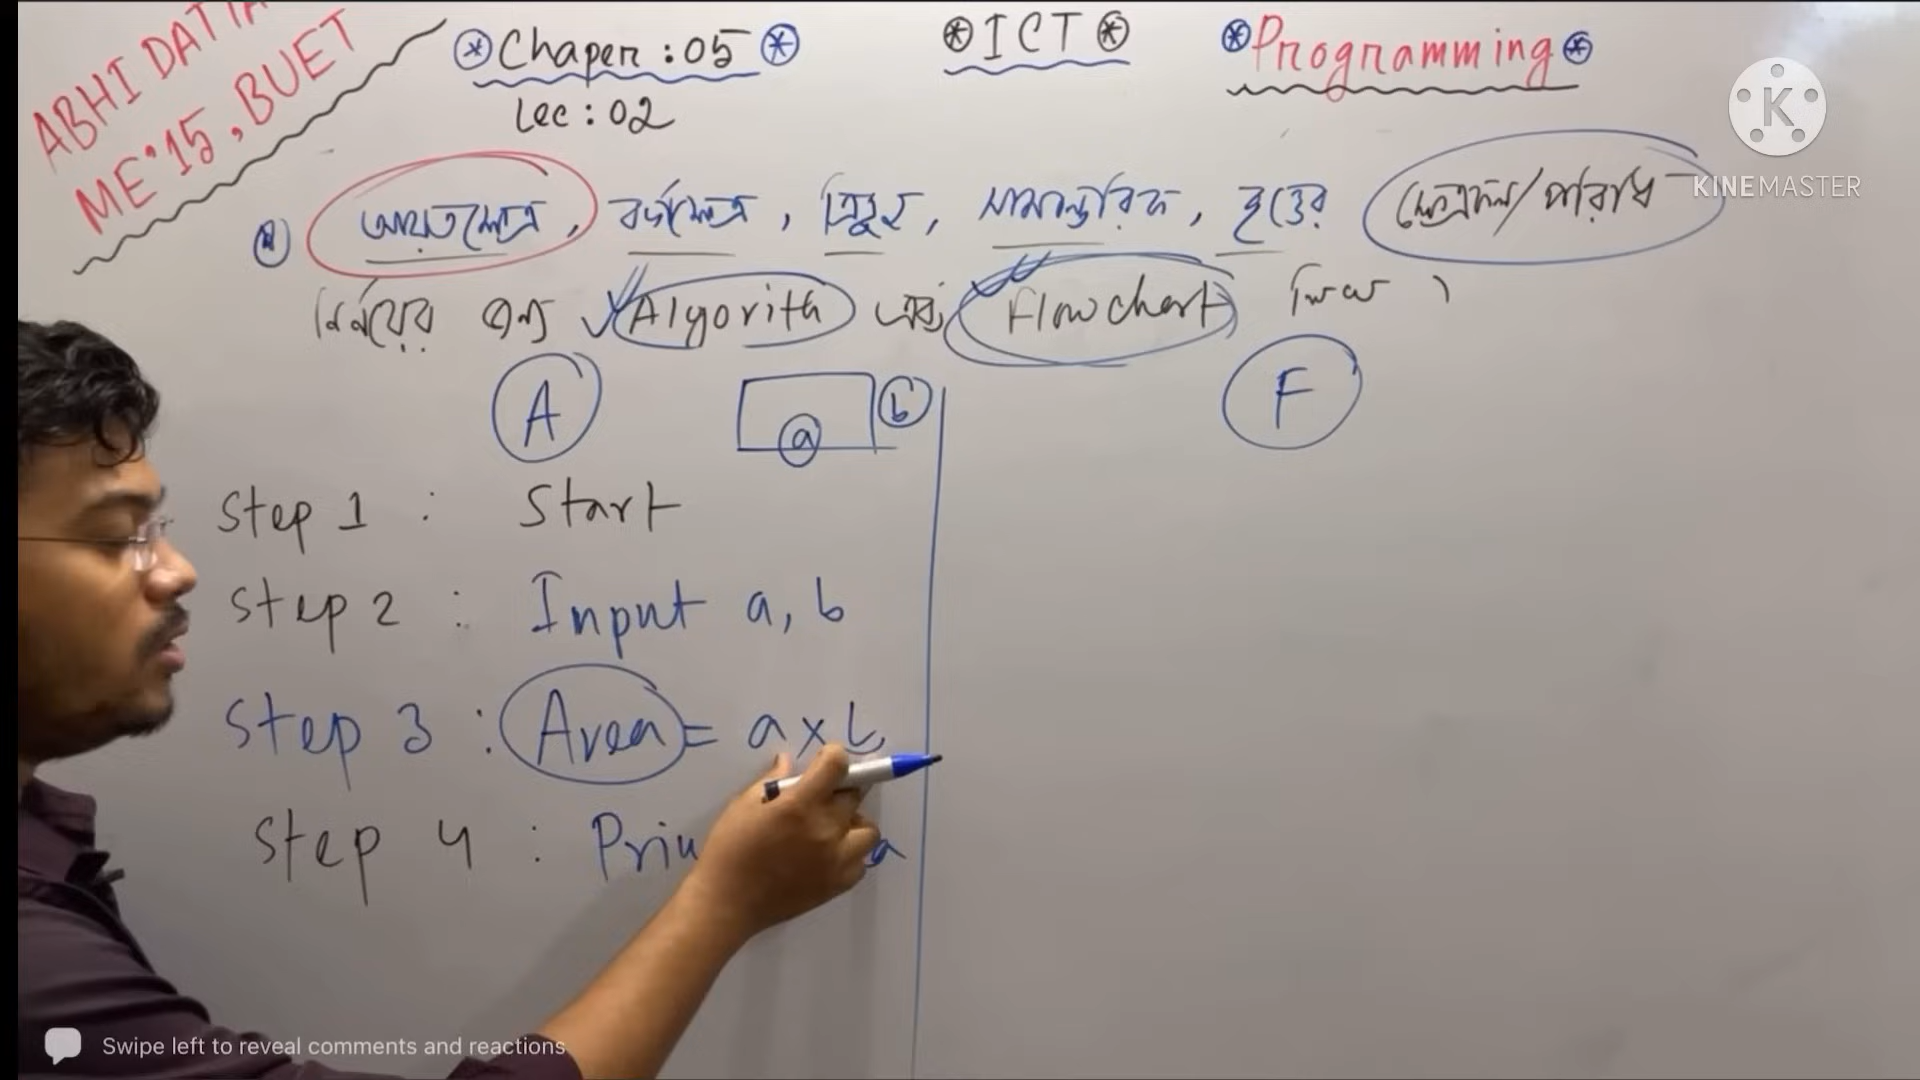 ABHI DATTA
ME'15, BUET
Chaper : 05
ICT
Programming
Lec : 02
KINEMASTER
আয়তক্ষেত্র, বর্গক্ষেত্র, ত্রিভুজ, সামান্তরিক, বৃত্তের ক্ষেত্রফল/পরিধি
নির্ণয়ের জন্য Algorith এবং Flowchart লিখ ।
A
a
b
F
Step 1 : Start
Step 2 : Input a, b
Step 3 : Area = a x b
Step 4 :
Swipe left to reveal comments and reactions